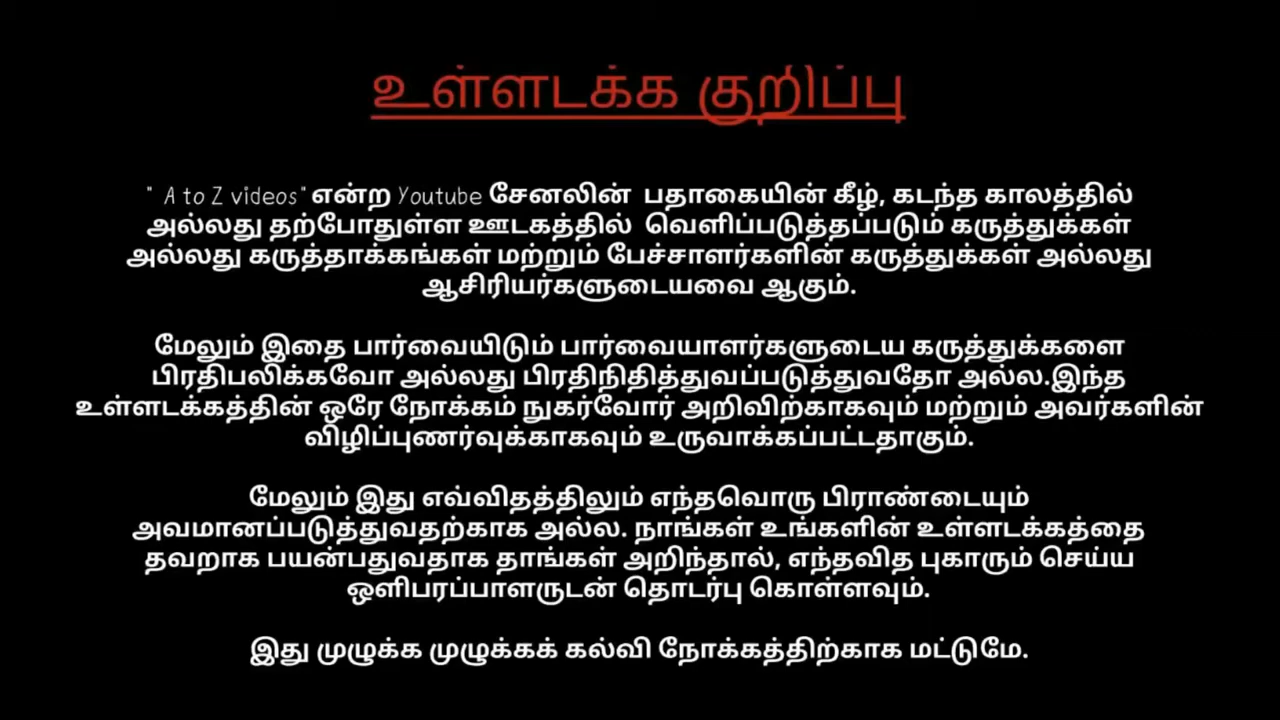 உள்ளடக்க குறிப்பு
" A to Z videos" என்ற Youtube சேனலின் பதாகையின் கீழ், கடந்த காலத்தில்
அல்லது தற்போதுள்ள ஊடகத்தில் வெளிப்படுத்தப்படும் கருத்துக்கள்
அல்லது கருத்தாக்கங்கள் மற்றும் பேச்சாளர்களின் கருத்துக்கள் அல்லது
ஆசிரியர்களுடையவை ஆகும்.
மேலும் இதை பார்வையிடும் பார்வையாளர்களுடைய கருத்துக்களை
பிரதிபலிக்கவோ அல்லது பிரதிநிதித்துவப்படுத்துவதோ அல்ல.இந்த
உள்ளடக்கத்தின் ஒரே நோக்கம் நுகர்வோர் அறிவிற்காகவும் மற்றும் அவர்களின்
விழிப்புணர்வுக்காகவும் உருவாக்கப்பட்டதாகும்.
மேலும் இது எவ்விதத்திலும் எந்தவொரு பிராண்டையும்
அவமானப்படுத்துவதற்காக அல்ல. நாங்கள் உங்களின் உள்ளடக்கத்தை
தவறாக பயன்பதுவதாக தாங்கள் அறிந்தால், எந்தவித புகாரும் செய்ய
ஒளிபரப்பாளருடன் தொடர்பு கொள்ளவும்.
இது முழுக்க முழுக்கக் கல்வி நோக்கத்திற்காக மட்டுமே.